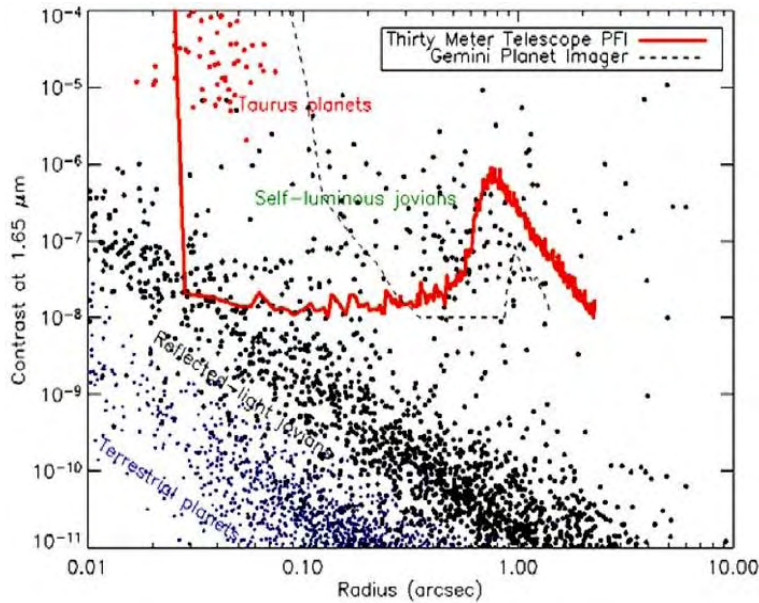 10⁻⁴
10⁻⁵
10⁻⁶
10⁻⁷
10⁻⁸
10⁻⁹
10⁻¹⁰
10⁻¹¹
Contrast at 1.65 μm
Thirty Meter Telescope PFI
Gemini Planet Imager
Taurus planets
Self-luminous jovians
Reflected-light jovians
Terrestrial planets
0.01 0.10 1.00 10.00
Radius (arcsec)